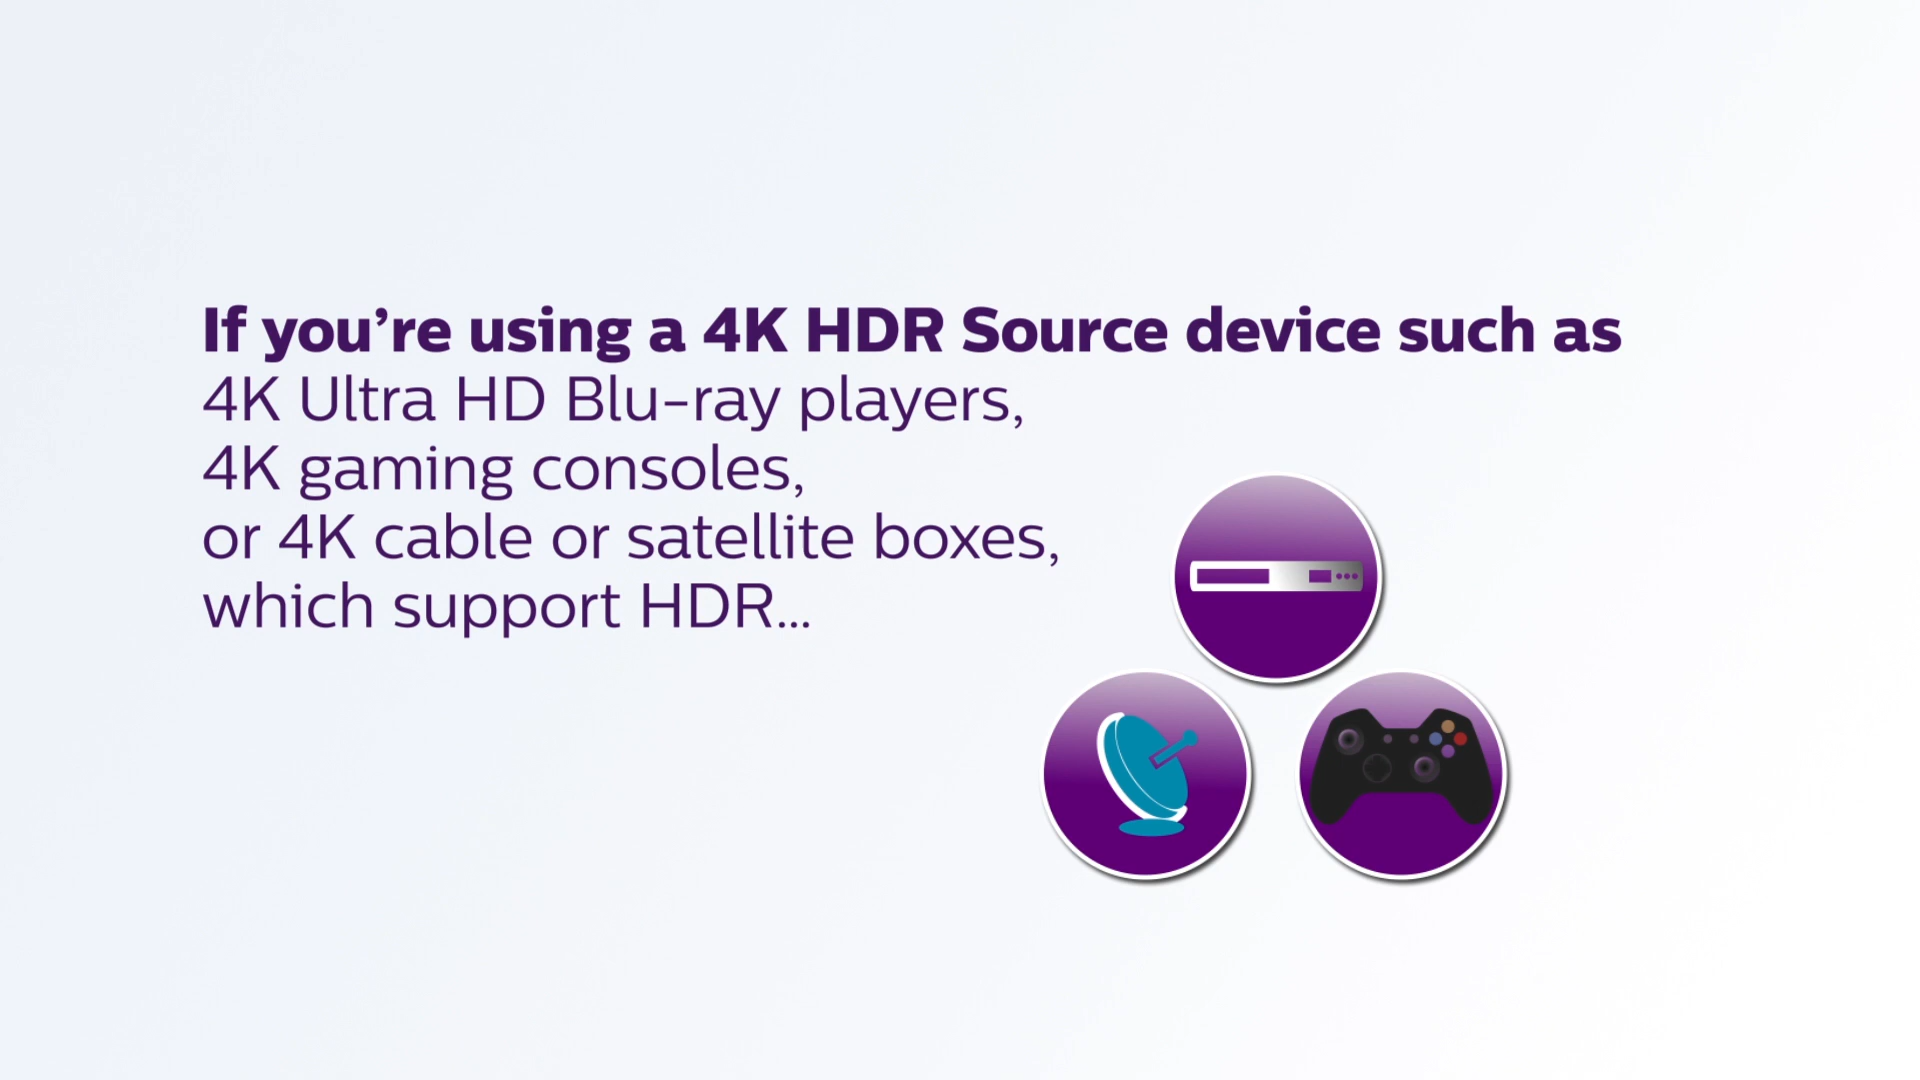 If you’re using a 4K HDR Source device such as
4K Ultra HD Blu-ray players,
4K gaming consoles,
or 4K cable or satellite boxes,
which support HDR...